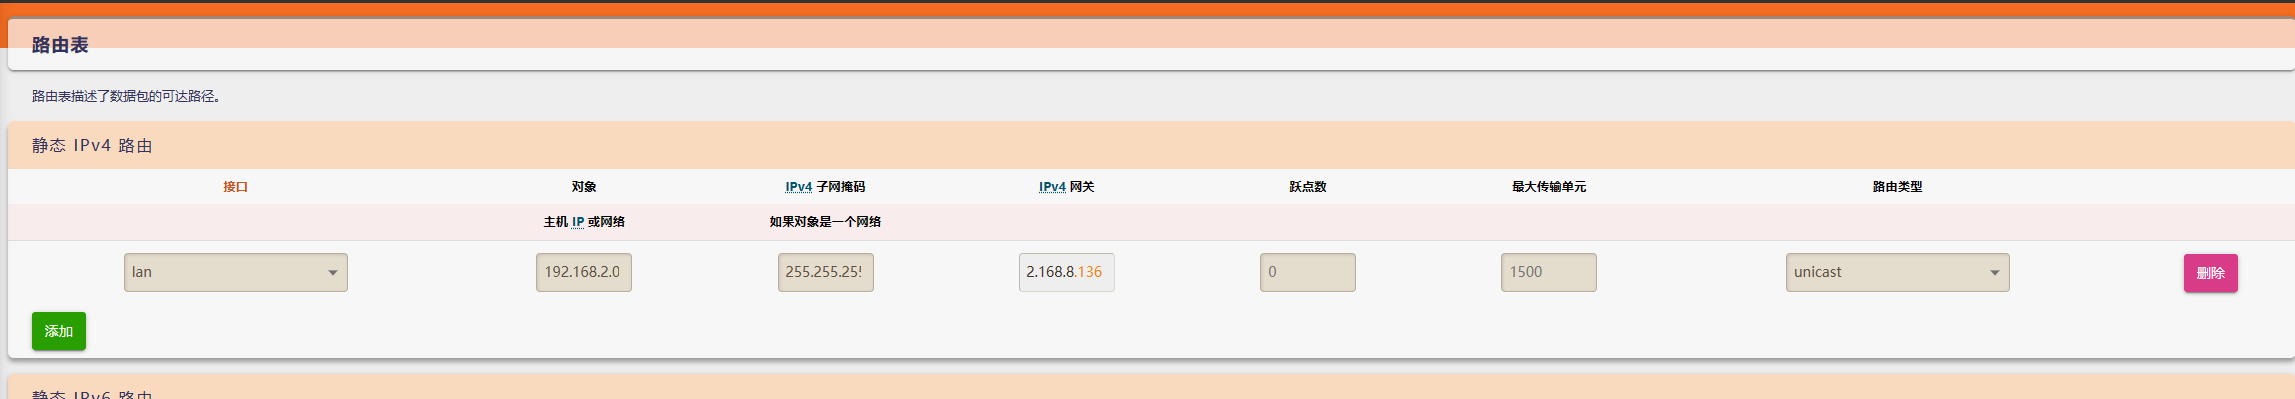 路由表
路由表描述了数据包的可达路径。
静态 IPv4 路由
接口 对象 IPv4 子网掩码 IPv4 网关 跃点数 最大传输单元 路由类型
主机 IP 或网络 如果对象是一个网络
lan 192.168.2.0 255.255.25 2.168.8.136 0 1500 unicast 删除
添加
静态 IPv6 路由